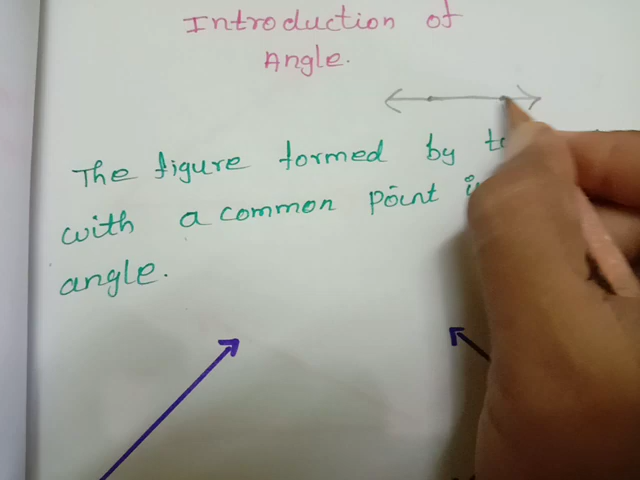 Introduction of
Angle.
The figure formed by
with a common point
angle.